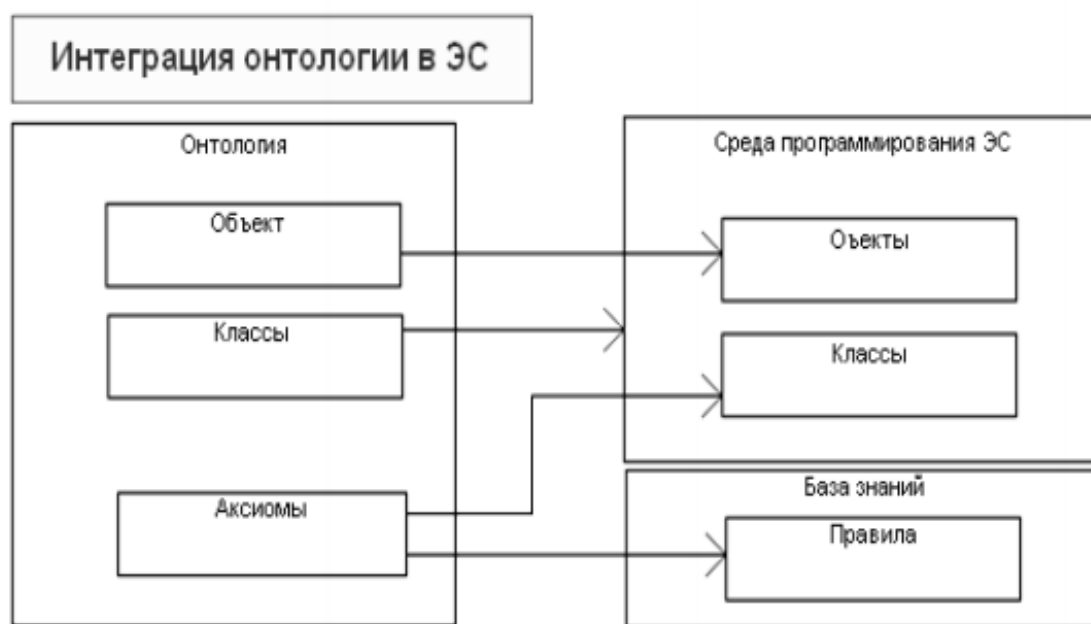 Интеграция онтологии в ЭС
Онтология
Объект
Классы
Аксиомы
Среда программирования ЭС
Оъекты
Классы
База знаний
Правила